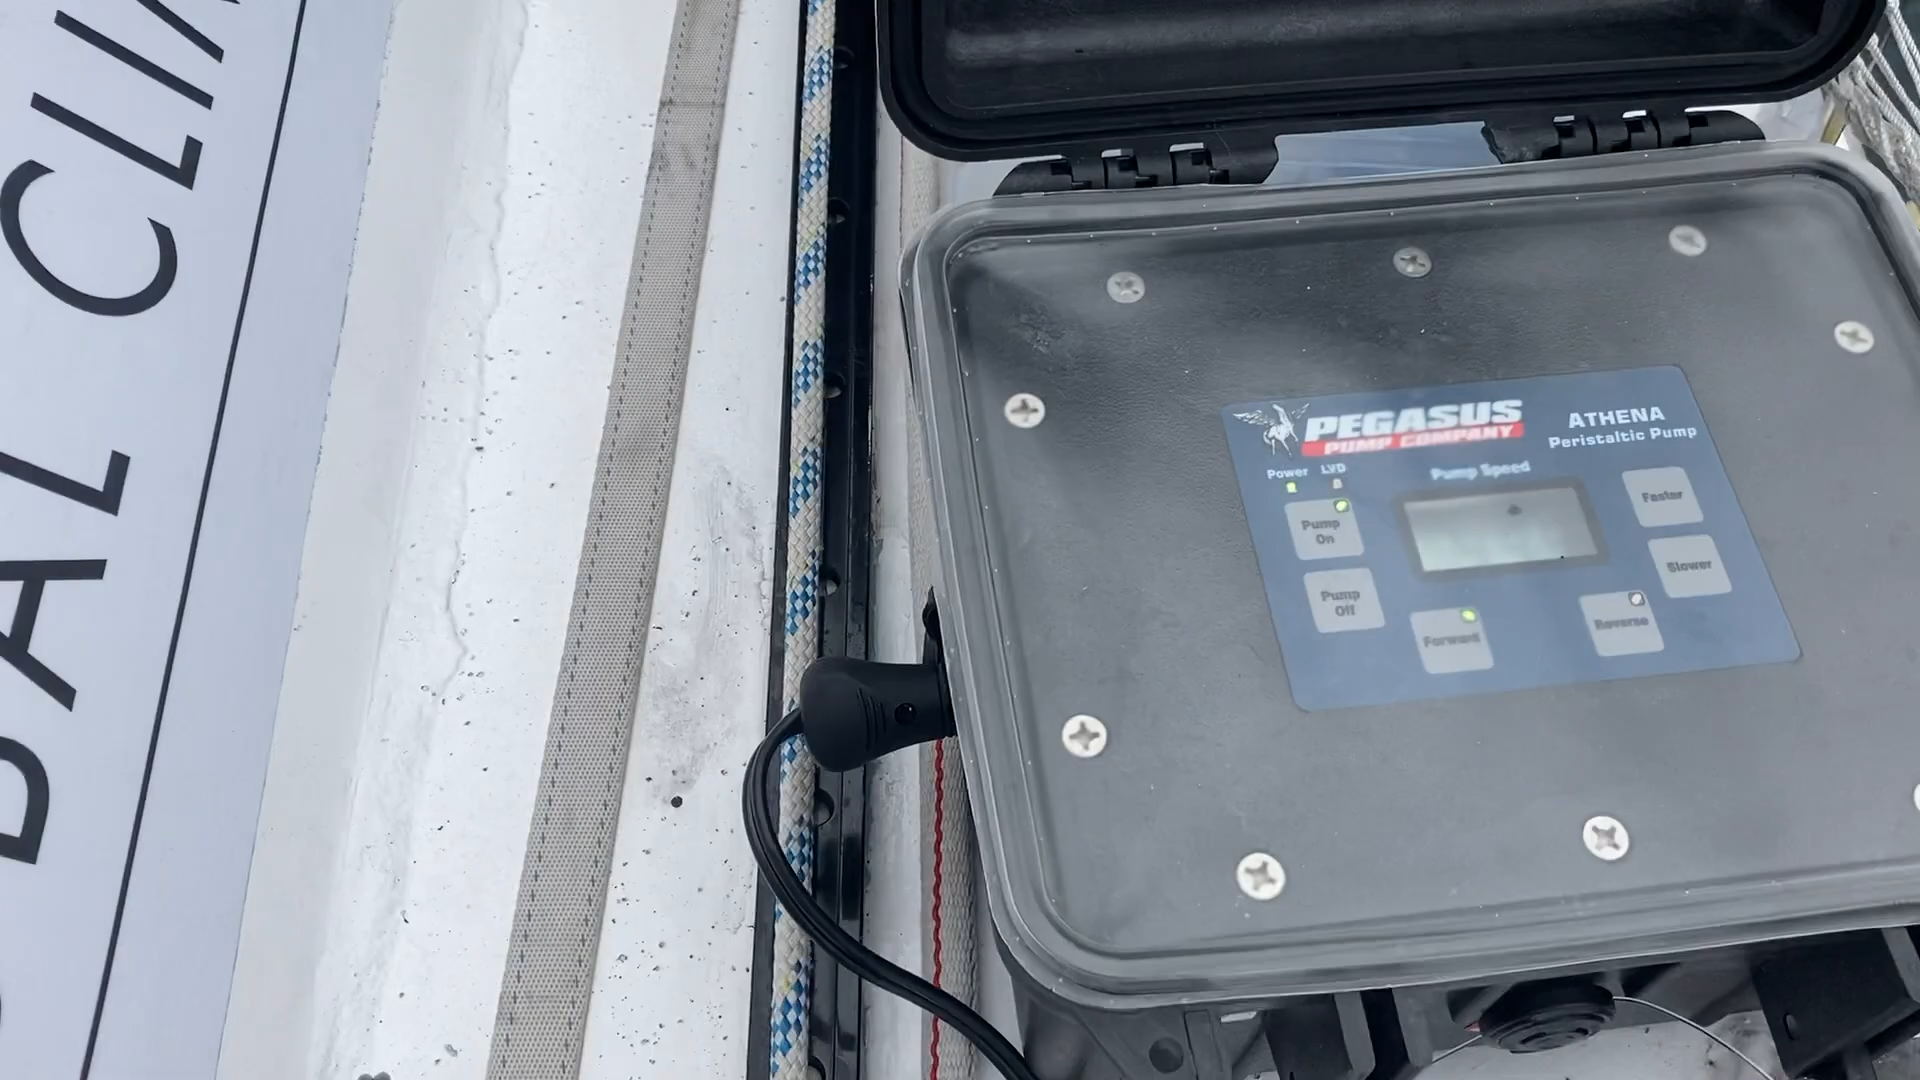 BAL CLI
PEGASUS
PUMP COMPANY
ATHENA
Peristaltic Pump
Power LVD
Pump Speed
Pump
On
Pump
Off
Faster
Slower
Forward
Reverse